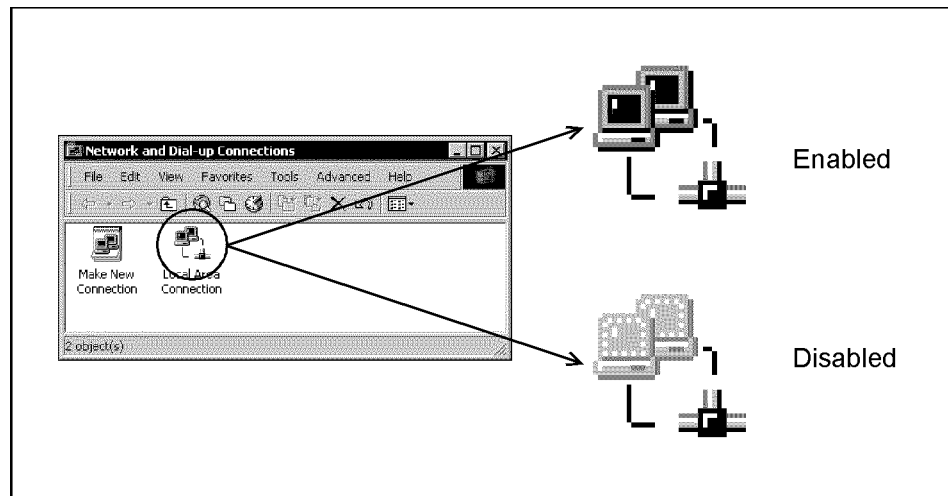 Network and Dial-up Connections
File Edit View Favorites Tools Advanced Help
Make New
Connection
Local Area
Connection
2 object(s)
Enabled
Disabled